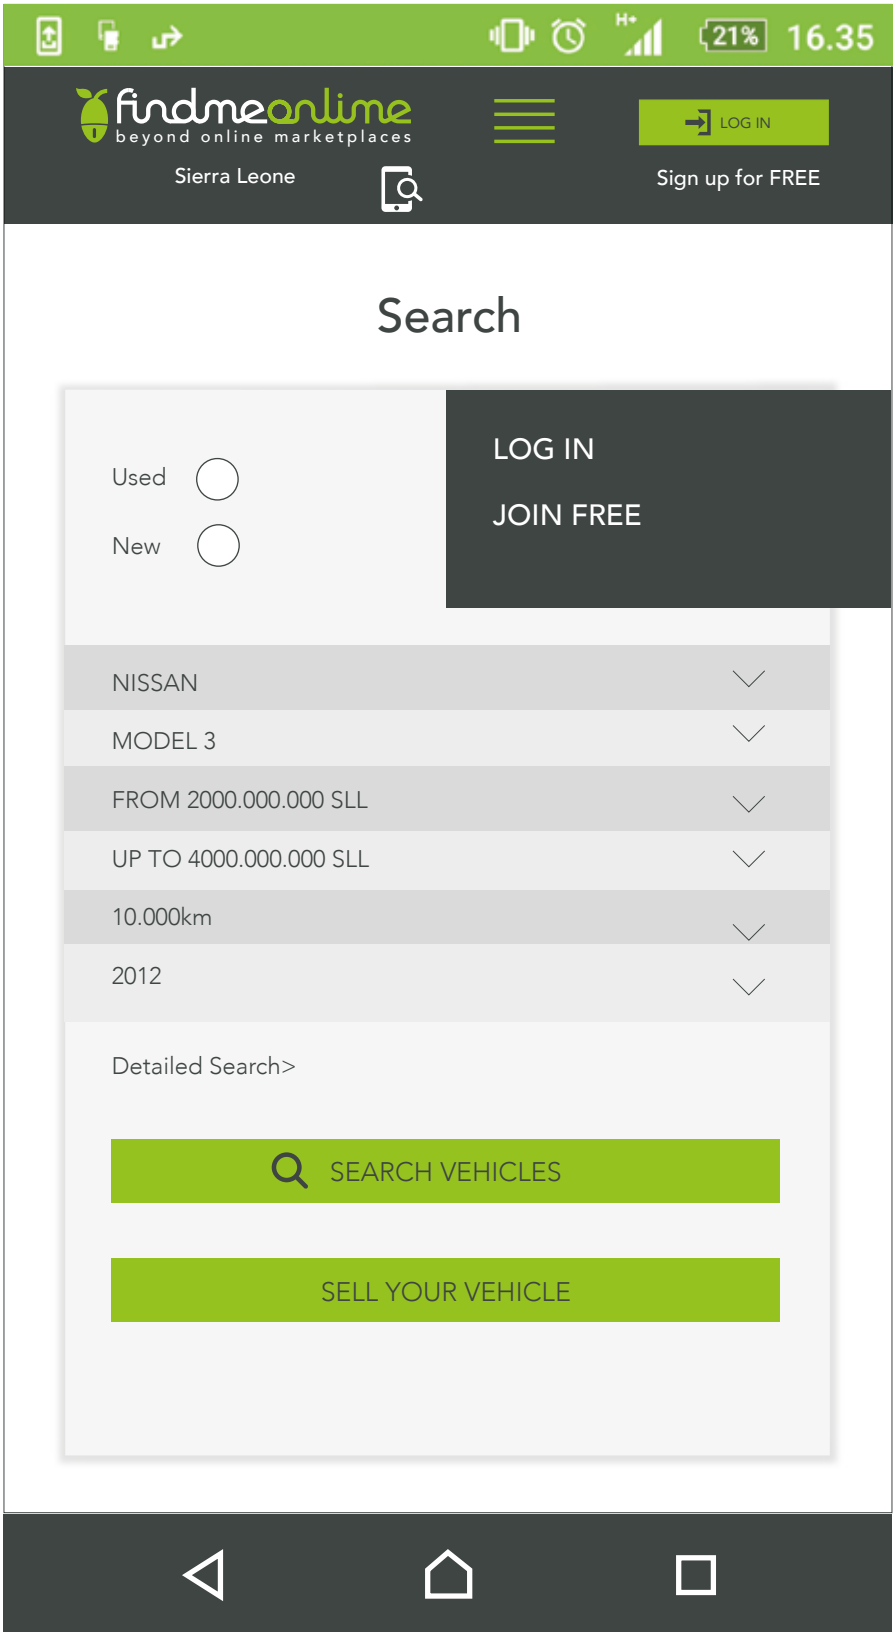 H+
21%
16.35
findmeonlime
beyond online marketplaces
LOG IN
Sierra Leone
Sign up for FREE
Search
Used
New
LOG IN
JOIN FREE
NISSAN
MODEL 3
FROM 2000.000.000 SLL
UP TO 4000.000.000 SLL
10.000km
2012
Detailed Search>
SEARCH VEHICLES
SELL YOUR VEHICLE